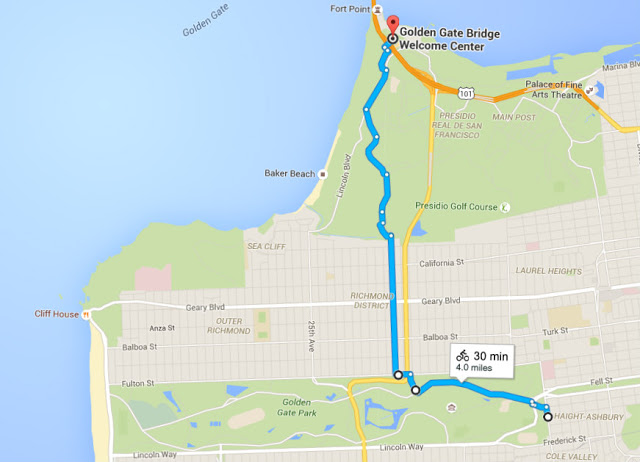 Golden Gate
Fort Point
Golden Gate Bridge
Welcome Center
Marina Blv
Palace of Fine
Arts Theatre
101
MAIN POST
PRESIDIO
REAL DE SAN
FRANCISCO
Lincoln Blvd
Baker Beach
Presidio Golf Course
SEA CLIFF
California St
LAUREL HEIGHTS
Geary Blvd
RICHMOND
DISTRICT
Geary Blvd
Cliff House
Anza St
OUTER
RICHMOND
25th Ave
Turk St
Balboa St
Balboa St
30 min
4.0 miles
Fulton St
Fell St
Golden
Gate Park
HAIGHT-ASHBURY
Frederick St
Lincoln Way
Lincoln Way
COLE VALLEY